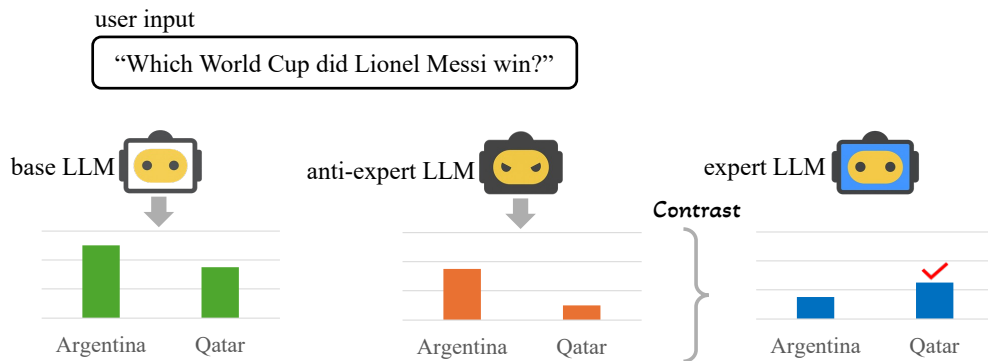 user input
“Which World Cup did Lionel Messi win?”
base LLM
anti-expert LLM
expert LLM
Contrast
Argentina Qatar
Argentina Qatar
Argentina Qatar